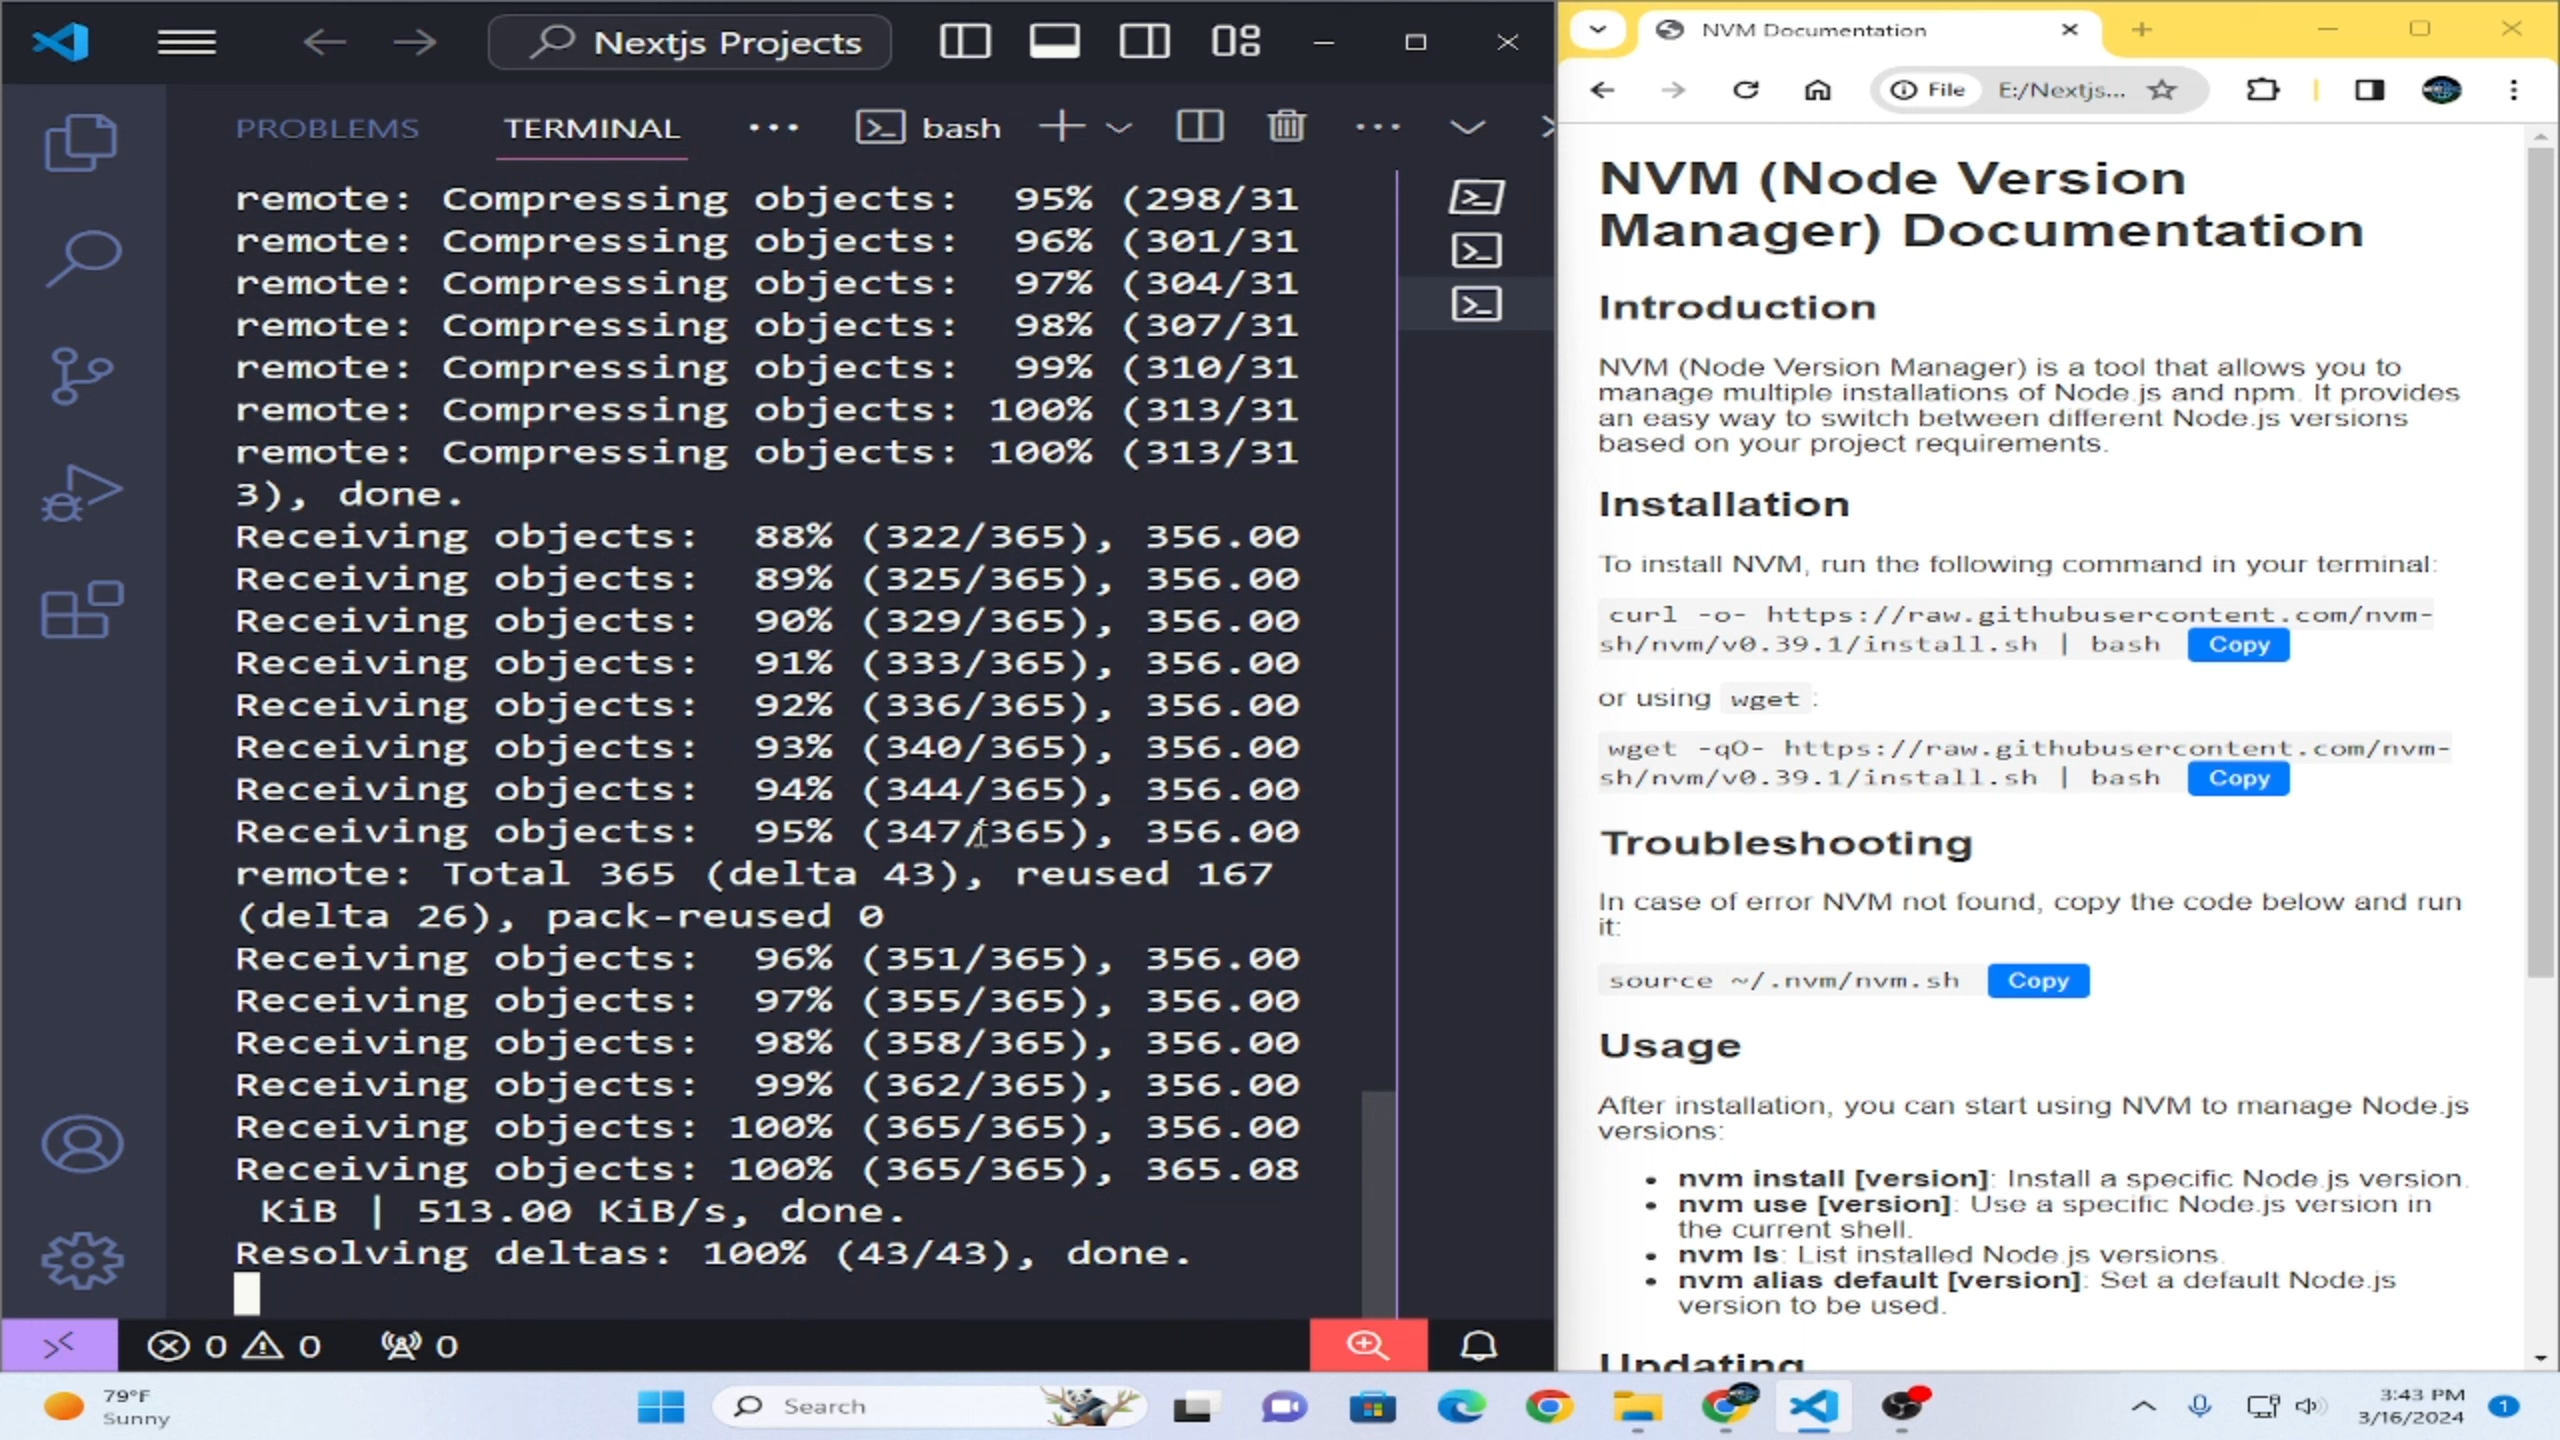 Nextjs Projects
PROBLEMS
TERMINAL
bash
remote: Compressing objects:  95% (298/31
remote: Compressing objects:  96% (301/31
remote: Compressing objects:  97% (304/31
remote: Compressing objects:  98% (307/31
remote: Compressing objects:  99% (310/31
remote: Compressing objects: 100% (313/31
remote: Compressing objects: 100% (313/31
3), done.
Receiving objects:  88% (322/365), 356.00
Receiving objects:  89% (325/365), 356.00
Receiving objects:  90% (329/365), 356.00
Receiving objects:  91% (333/365), 356.00
Receiving objects:  92% (336/365), 356.00
Receiving objects:  93% (340/365), 356.00
Receiving objects:  94% (344/365), 356.00
Receiving objects:  95% (347/365), 356.00
remote: Total 365 (delta 43), reused 167
(delta 26), pack-reused 0
Receiving objects:  96% (351/365), 356.00
Receiving objects:  97% (355/365), 356.00
Receiving objects:  98% (358/365), 356.00
Receiving objects:  99% (362/365), 356.00
Receiving objects: 100% (365/365), 356.00
Receiving objects: 100% (365/365), 365.08
KiB | 513.00 KiB/s, done.
Resolving deltas: 100% (43/43), done.
0 0 0
NVM Documentation
File E:/Nextjs...
NVM (Node Version
Manager) Documentation
Introduction
NVM (Node Version Manager) is a tool that allows you to
manage multiple installations of Node.js and npm. It provides
an easy way to switch between different Node.js versions
based on your project requirements.
Installation
To install NVM, run the following command in your terminal:
curl -o- https://raw.githubusercontent.com/nvm-
sh/nvm/v0.39.1/install.sh | bash Copy
or using wget :
wget -qO- https://raw.githubusercontent.com/nvm-
sh/nvm/v0.39.1/install.sh | bash Copy
Troubleshooting
In case of error NVM not found, copy the code below and run
it:
source ~/.nvm/nvm.sh Copy
Usage
After installation, you can start using NVM to manage Node.js
versions:
• nvm install [version]: Install a specific Node.js version.
• nvm use [version]: Use a specific Node.js version in
the current shell.
• nvm ls: List installed Node.js versions.
• nvm alias default [version]: Set a default Node.js
version to be used.
Updating
79°F
Sunny
Search
3:43 PM
3/16/2024
1